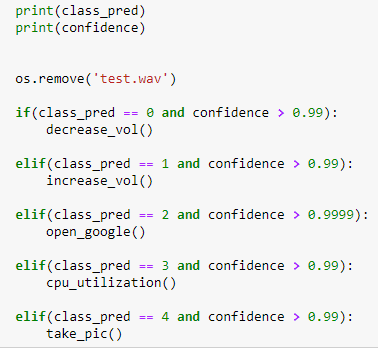 print(class_pred)
print(confidence)
os.remove('test.wav')
if(class_pred == 0 and confidence > 0.99):
    decrease_vol()
elif(class_pred == 1 and confidence > 0.99):
    increase_vol()
elif(class_pred == 2 and confidence > 0.9999):
    open_google()
elif(class_pred == 3 and confidence > 0.99):
    cpu_utilization()
elif(class_pred == 4 and confidence > 0.99):
    take_pic()